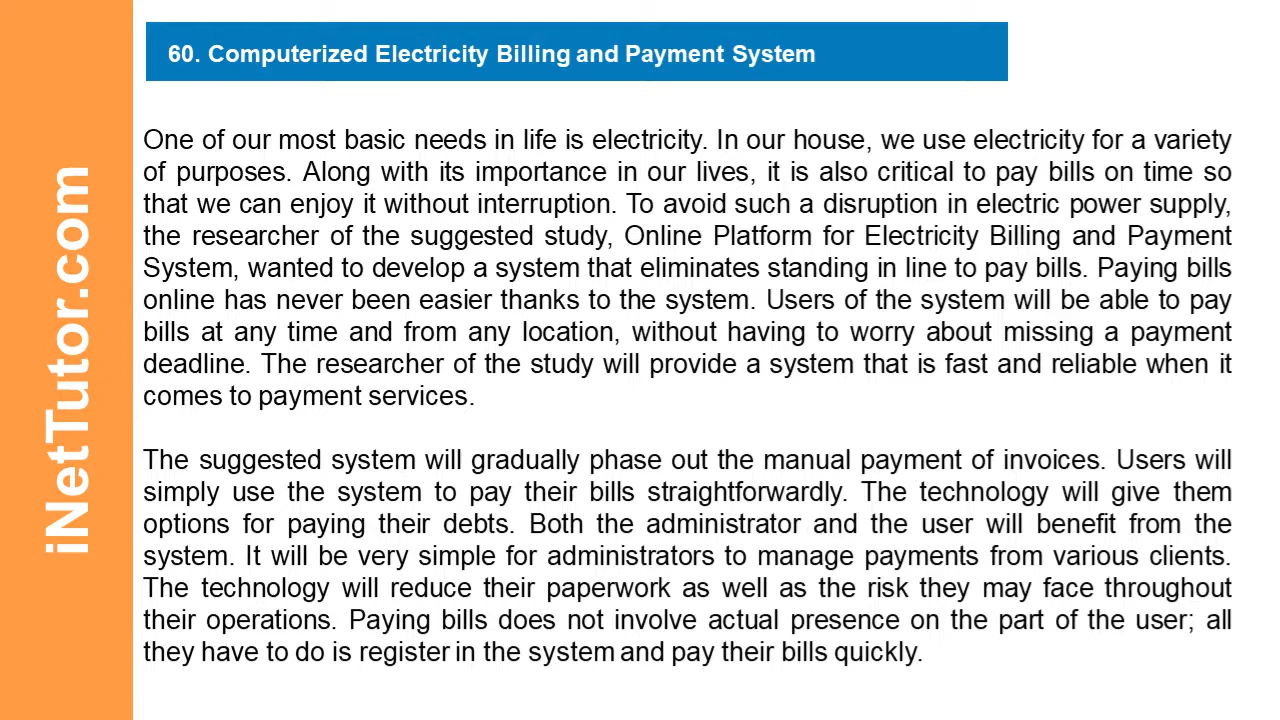 60. Computerized Electricity Billing and Payment System
iNetTutor.com
One of our most basic needs in life is electricity. In our house, we use electricity for a variety
of purposes. Along with its importance in our lives, it is also critical to pay bills on time so
that we can enjoy it without interruption. To avoid such a disruption in electric power supply,
the researcher of the suggested study, Online Platform for Electricity Billing and Payment
System, wanted to develop a system that eliminates standing in line to pay bills. Paying bills
online has never been easier thanks to the system. Users of the system will be able to pay
bills at any time and from any location, without having to worry about missing a payment
deadline. The researcher of the study will provide a system that is fast and reliable when it
comes to payment services.
The suggested system will gradually phase out the manual payment of invoices. Users will
simply use the system to pay their bills straightforwardly. The technology will give them
options for paying their debts. Both the administrator and the user will benefit from the
system. It will be very simple for administrators to manage payments from various clients.
The technology will reduce their paperwork as well as the risk they may face throughout
their operations. Paying bills does not involve actual presence on the part of the user; all
they have to do is register in the system and pay their bills quickly.